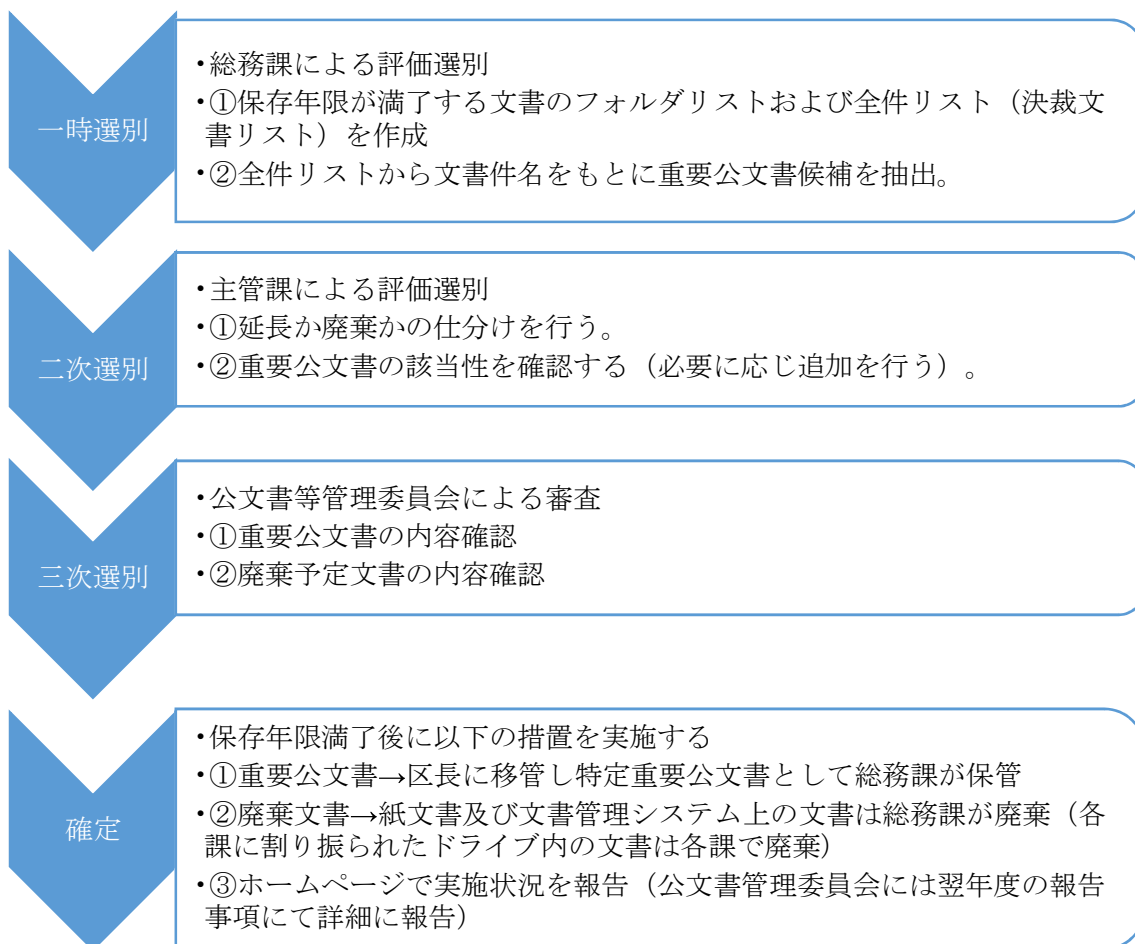 一時選別
・総務課による評価選別
・①保存年限が満了する文書のフォルダリストおよび全件リスト（決裁文
書リスト）を作成
・②全件リストから文書件名をもとに重要公文書候補を抽出。
二次選別
・主管課による評価選別
・①延長か廃棄かの仕分けを行う。
・②重要公文書の該当性を確認する（必要に応じ追加を行う）。
三次選別
・公文書等管理委員会による審査
・①重要公文書の内容確認
・②廃棄予定文書の内容確認
確定
・保存年限満了後に以下の措置を実施する
・①重要公文書→区長に移管し特定重要公文書として総務課が保管
・②廃棄文書→紙文書及び文書管理システム上の文書は総務課が廃棄（各
課に割り振られたドライブ内の文書は各課で廃棄）
・③ホームページで実施状況を報告（公文書管理委員会には翌年度の報告
事項にて詳細に報告）